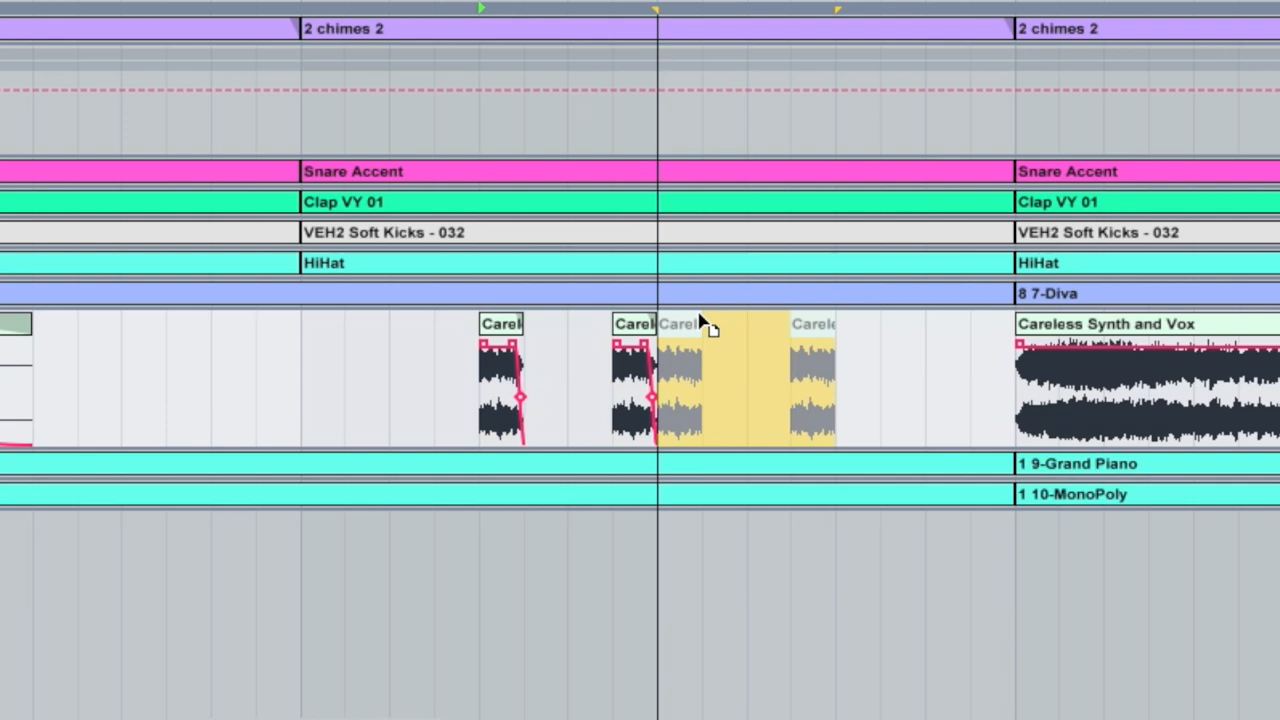 2 chimes 2
2 chimes 2
Snare Accent
Snare Accent
Clap VY 01
Clap VY 01
VEH2 Soft Kicks - 032
VEH2 Soft Kicks - 032
HiHat
HiHat
8 7-Diva
Carel
Carel
Carel
Carele
Careless Synth and Vox
1 9-Grand Piano
1 10-MonoPoly